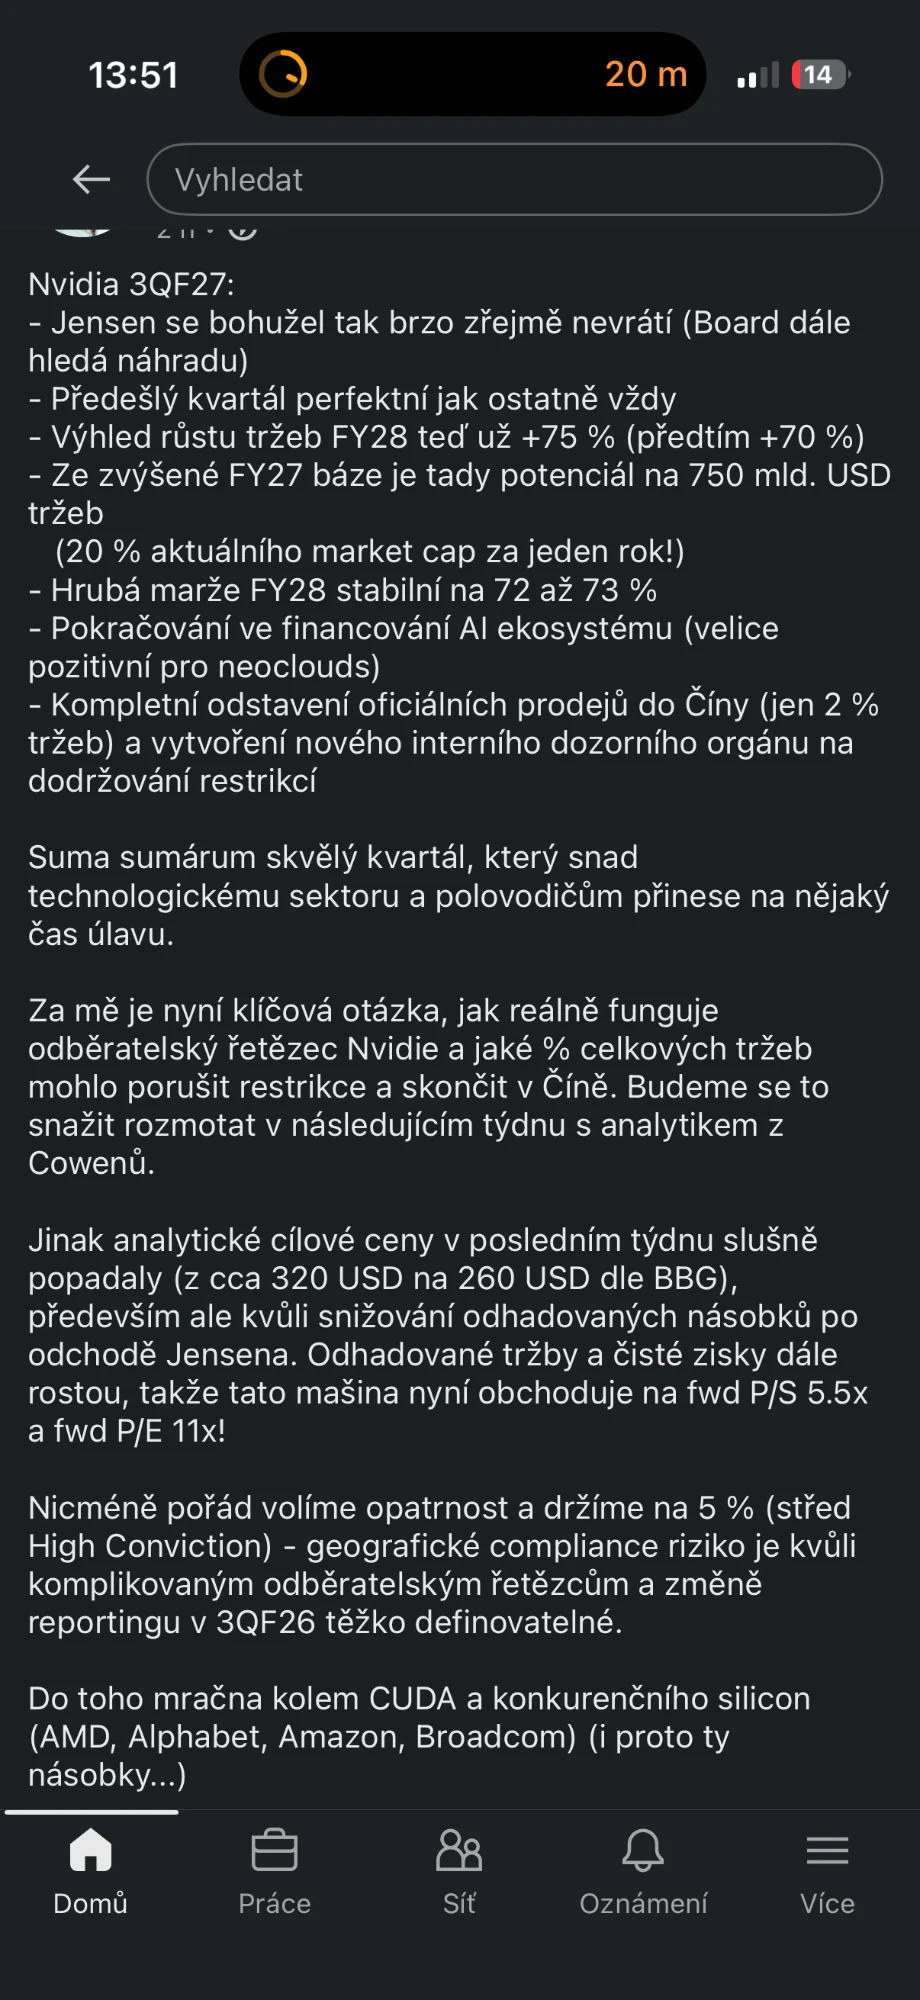 13:51
20 m
14
Vyhledat
Nvidia 3QF27:
- Jensen se bohužel tak brzo zřejmě nevrátí (Board dále
hledá náhradu)
- Předešlý kvartál perfektní jak ostatně vždy
- Výhled růstu tržeb FY28 teď už +75 % (předtím +70 %)
- Ze zvýšené FY27 báze je tady potenciál na 750 mld. USD
tržeb
(20 % aktuálního market cap za jeden rok!)
- Hrubá marže FY28 stabilní na 72 až 73 %
- Pokračování ve financování AI ekosystému (velice
pozitivní pro neoclouds)
- Kompletní odstavení oficiálních prodejů do Číny (jen 2 %
tržeb) a vytvoření nového interního dozorního orgánu na
dodržování restrikcí
Suma sumárum skvělý kvartál, který snad
technologickému sektoru a polovodičům přinese na nějaký
čas úlavu.
Za mě je nyní klíčová otázka, jak reálně funguje
odběratelský řetězec Nvidie a jaké % celkových tržeb
mohlo porušit restrikce a skončit v Číně. Budeme se to
snažit rozmotat v následujícím týdnu s analytikem z
Cowenů.
Jinak analytické cílové ceny v posledním týdnu slušně
popadaly (z cca 320 USD na 260 USD dle BBG),
především ale kvůli snižování odhadovaných násobků po
odchodě Jensena. Odhadované tržby a čisté zisky dále
rostou, takže tato mašina nyní obchoduje na fwd P/S 5.5x
a fwd P/E 11x!
Nicméně pořád volíme opatrnost a držíme na 5 % (střed
High Conviction) - geografické compliance riziko je kvůli
komplikovaným odběratelským řetězcům a změně
reportingu v 3QF26 těžko definovatelné.
Do toho mračna kolem CUDA a konkurenčního silicon
(AMD, Alphabet, Amazon, Broadcom) (i proto ty
násobky...)
Domů
Práce
Síť
Oznámení
Více